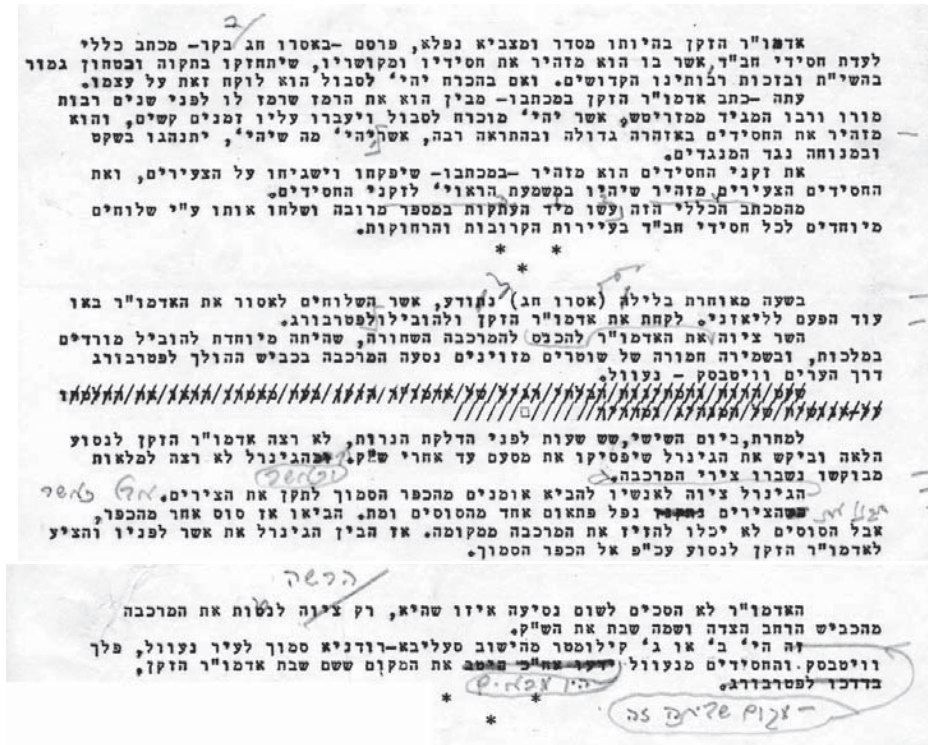 ב
אדמו"ר הזקן בהיותו מסדר ומצביא נפלא, פרסם -באסרו חג בקר- מכתב כללי
לעדת חסידי חב"ד,אשר בו הוא מזהיר את חסידיו ומקושריו, שיתחזקו בתקוה ובטחון גמור
בהשי"ת ובזכות רבותינו הקדושים. ואם בהכרח יהי' לסבול הוא לוקח זאת על עצמו.
עתה -כתב אדמו"ר הזקן במכתבו- מבין הוא את הרמז שרמז לו לפני שנים רבות
מורו ורבו המגיד ממזריטש, אשר יהי' מוכרח לסבול ויעברו עליו זמנים קשים, והוא
מזהיר את החסידים באזהרה גדולה ובהתראה רבה, אשר יהי' מה שיהי', יתנהגו בשקט
ובמנוחה נגד המנגדים.
את זקני החסידים הוא מזהיר -במכתבו- שיפקחו וישגיחו על הצעירים, ואת
החסידים הצעירים מזהיר שיהיו במשמעת הראוי' לזקני החסידים.
מהמכתב הכללי הזה עשו מיד העתקות במספר מרובה ושלחו אותו ע"י שלוחים
מיוחדים לכל חסידי חב"ד בעיירות הקרובות והרחוקות.
* *
*
בשעה מאוחרת בלילה (אסרו חג) נתודע, אשר השלוחים לאסור את האדמו"ר באו
עוד הפעם לליאזני. לקחת את אדמו"ר הזקן ולהובילו לפטרבורג.
השר ציוה את האדמו"ר להכנס להמרכבה השחורה, שהיתה מיוחדת להוביל מורדים
במלכות, ובשמירה חמורה של שוטרים מזויינים נסעה המרכבה בכביש ההולך לפטרבורג
דרך הערים וויטבסק - נעוול.
למחרת,ביום השישי,שש שעות לפני הדלקת הנרות, לא רצה אדמו"ר הזקן לנסוע
הלאה וביקש את הגינרל שיפסיקו את מסעם עד אחרי ש"ק. הגינרל לא רצה למלאות
וכאשר
מבוקשו נשברו צירי המרכבה.
הגינרל ציוה לאנשיו להביא אומנים מהכפר הסמוך לתקן את הצירים. כאשר
הצירים נפל פתאום אחד מהסוסים ומת. הביאו אז סוס אחר מהכפר,
אבל הסוסים לא יכלו להזיז את המרכבה ממקומה. אז הבין הגינרל את אשר לפניו והציע
לאדמו"ר הזקן לנסוע עכ"פ אל הכפר הסמוך.
הרשה
האדמו"ר לא הסכים לשום נסיעה איזו שהיא, רק ציוה לנטות את המרכבה
מהכביש הרחב הצדה ושמה שבת את הש"ק.
זה הי' ב' או ג' קילומטר מהישוב סעליבא-רודניא סמוך לעיר נעוול, פלך
וויטבסק.והחסידים מנעוול ידעו אח"כ היטב את המקום ששם שבת אדמו"ר הזקן,
בדרכו לפטרבורג.
* *
*